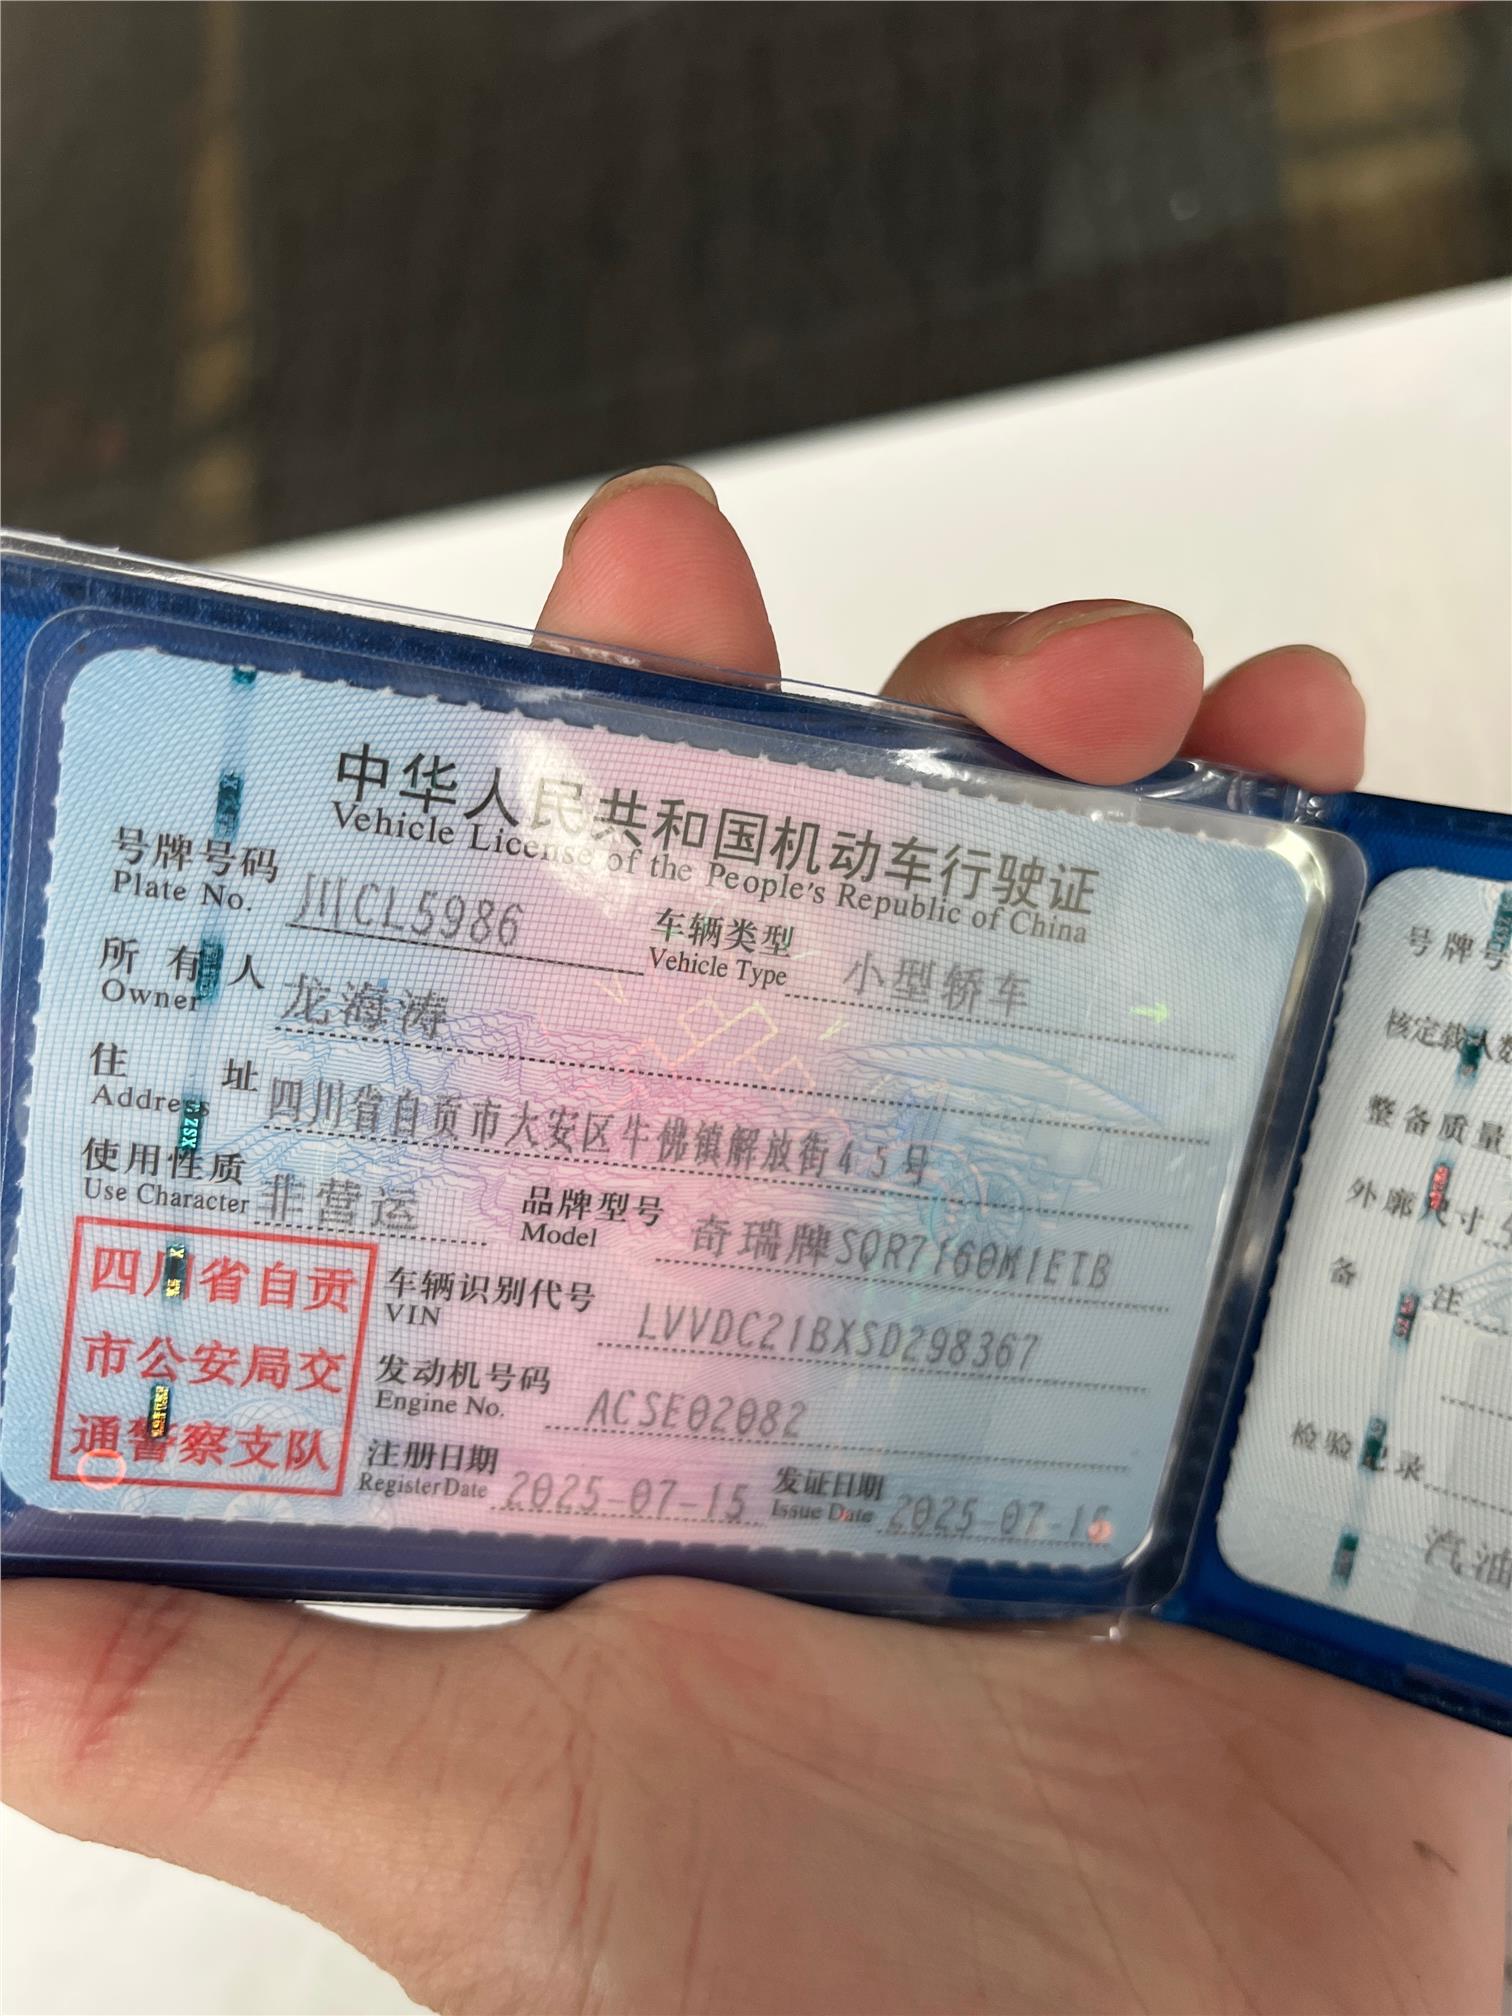 中华人民共和国机动车行驶证
Vehicle License of the People's Republic of China
号牌号码 川CL5986 车辆类型 小型轿车
Plate No. Vehicle Type
所有人 龙海涛
Owner
住址 四川省自贡市大安区牛佛镇解放街45号
Address
使用性质 非营运 品牌型号 奇瑞牌SQR7160M1ETB
Use Character Model
四川省自贡
市公安局交
通警察支队
车辆识别代号 LVVDC21BXSD298367
VIN
发动机号码 ACSE02082
Engine No.
注册日期 2025-07-15 发证日期 2025-07-15
Register Date Issue Date
号牌号
核定载人数
整备质量
外廓尺寸
备注
检验记录
汽油